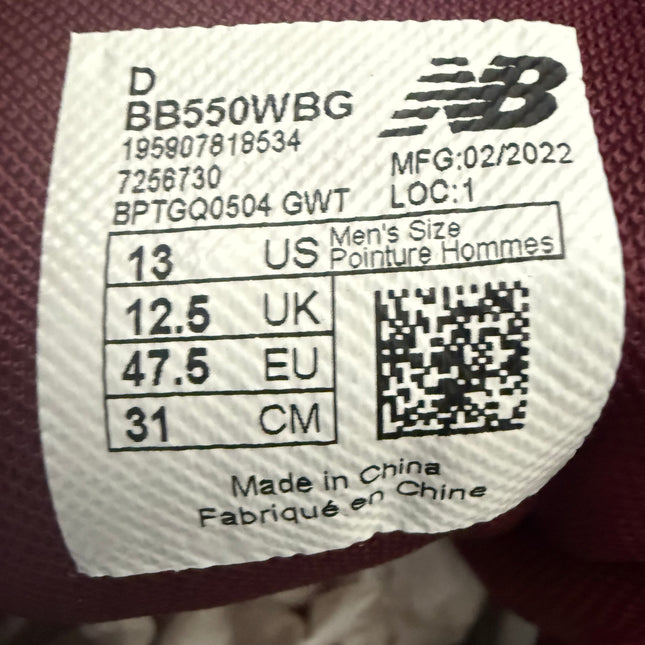 D
BB550WBG
195907818534
7256730
BPTGQ0504 GWT
NB
MFG:02/2022
LOC:1
13 US Men's Size
Pointure Hommes
12.5 UK
47.5 EU
31 CM
Made in China
Fabriqué en Chine